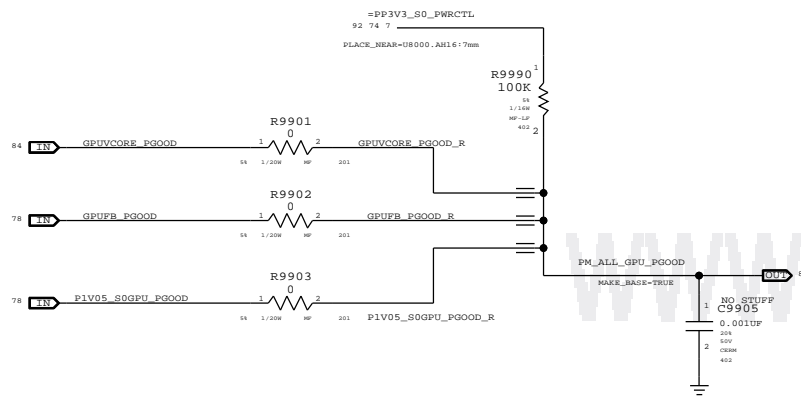 =PP3V3_S0_PWRCTL
92 74 7
PLACE_NEAR=U8000.AH16:7mm
1
R9990
100K
5%
1/16W
MF-LF
402
2
R9901
0
84 IN GPUVCORE_PGOOD 1 2 GPUVCORE_PGOOD_R
5% 1/20W MF 201
R9902
0
78 IN GPUFB_PGOOD 1 2 GPUFB_PGOOD_R
5% 1/20W MF 201
PM_ALL_GPU_PGOOD
OUT 8
MAKE_BASE=TRUE
R9903
0
78 IN P1V05_S0GPU_PGOOD 1 2
5% 1/20W MF 201
P1V05_S0GPU_PGOOD_R
NO STUFF
1 C9905
0.001UF
20%
50V
2 CERM
402